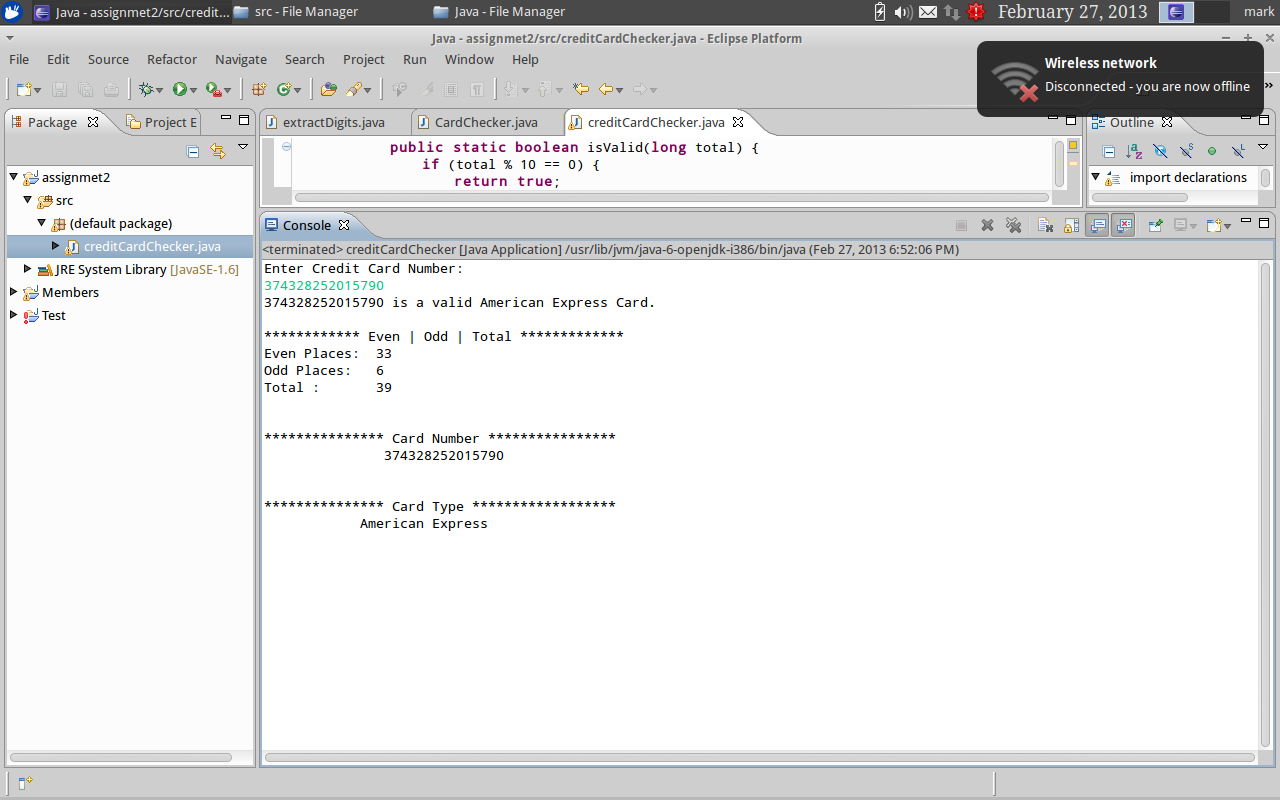 Java - assignmet2/src/credit...
src - File Manager
Java - File Manager
February 27, 2013
mark
Java - assignmet2/src/creditCardChecker.java - Eclipse Platform
File Edit Source Refactor Navigate Search Project Run Window Help
Wireless network
Disconnected - you are now offline
Package
Project E
extractDigits.java
CardChecker.java
creditCardChecker.java
Outline
public static boolean isValid(long total) {
if (total % 10 == 0) {
return true;
import declarations
assignmet2
src
(default package)
creditCardChecker.java
JRE System Library [JavaSE-1.6]
Members
Test
Console
<terminated> creditCardChecker [Java Application] /usr/lib/jvm/java-6-openjdk-i386/bin/java (Feb 27, 2013 6:52:06 PM)
Enter Credit Card Number:
374328252015790
374328252015790 is a valid American Express Card.
************ Even | Odd | Total *************
Even Places: 33
Odd Places: 6
Total : 39
*************** Card Number ****************
374328252015790
*************** Card Type ******************
American Express